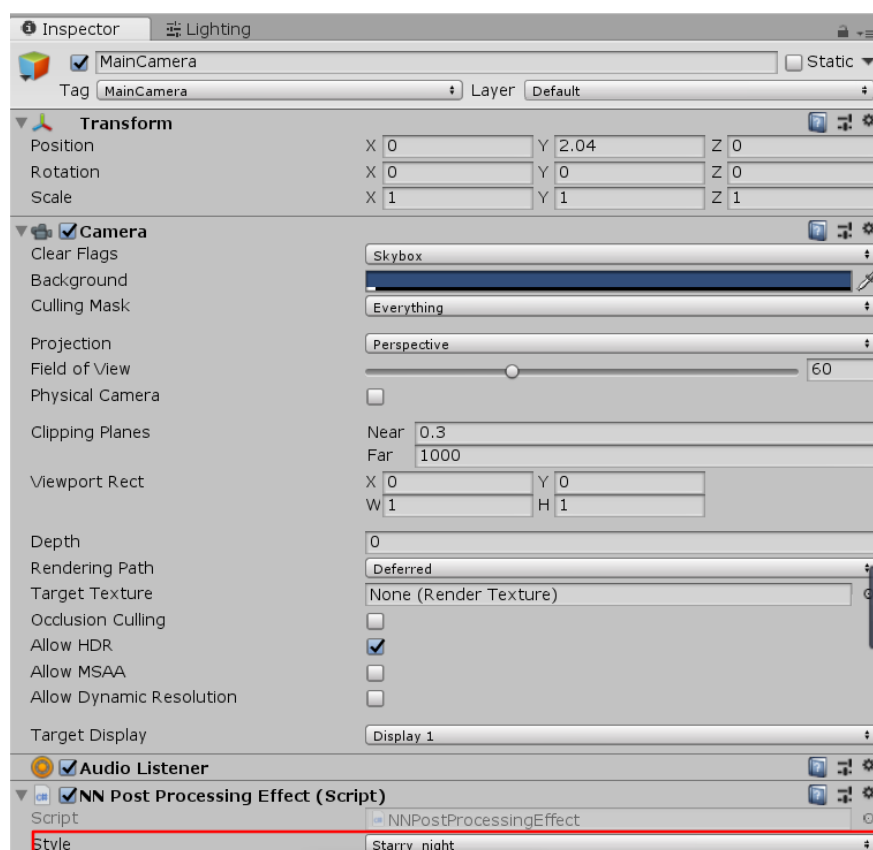 Inspector Lighting
MainCamera Static
Tag MainCamera Layer Default
Transform
Position X 0 Y 2.04 Z 0
Rotation X 0 Y 0 Z 0
Scale X 1 Y 1 Z 1
Camera
Clear Flags Skybox
Background
Culling Mask Everything
Projection Perspective
Field of View 60
Physical Camera
Clipping Planes Near 0.3
Far 1000
Viewport Rect X 0 Y 0
W 1 H 1
Depth 0
Rendering Path Deferred
Target Texture None (Render Texture)
Occlusion Culling
Allow HDR
Allow MSAA
Allow Dynamic Resolution
Target Display Display 1
Audio Listener
NN Post Processing Effect (Script)
Script NNPostProcessingEffect
Style Starry_night